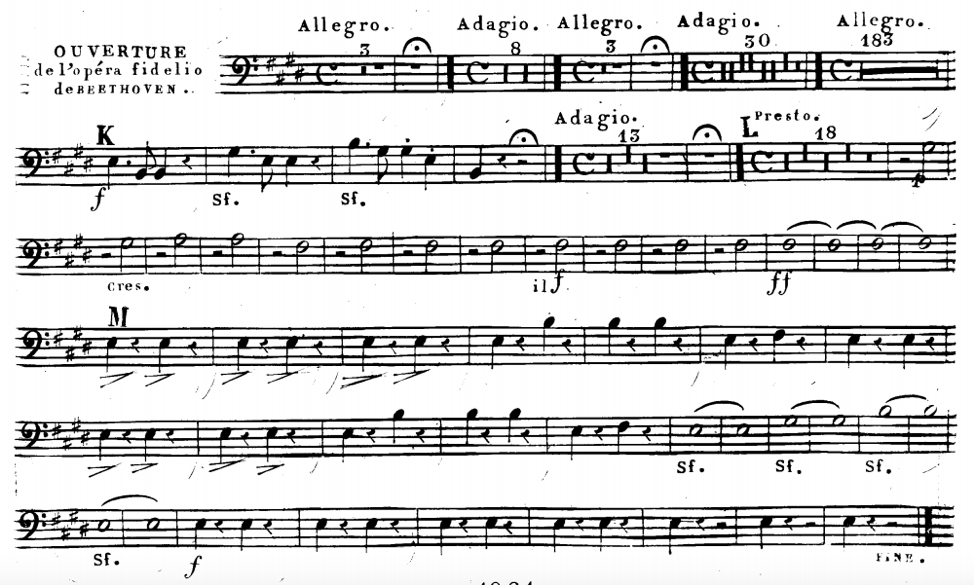 Allegro. Adagio. Allegro. Adagio. Allegro.
3 8 3 30 183
OUVERTURE
de l'opéra fidelio
de BEETHOVEN.
K Adagio. L Presto.
13 18
f Sf. Sf. p
cres. il f ff
M
Sf. Sf. Sf.
Sf. f FINE.